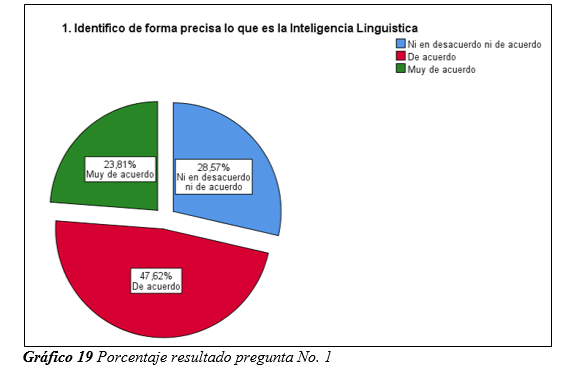 1. Identifico de forma precisa lo que es la Inteligencia Linguistica
Ni en desacuerdo ni de acuerdo
De acuerdo
Muy de acuerdo
23,81%
Muy de acuerdo
28,57%
Ni en desacuerdo
ni de acuerdo
47,62%
De acuerdo
Gráfico 19 Porcentaje resultado pregunta No. 1